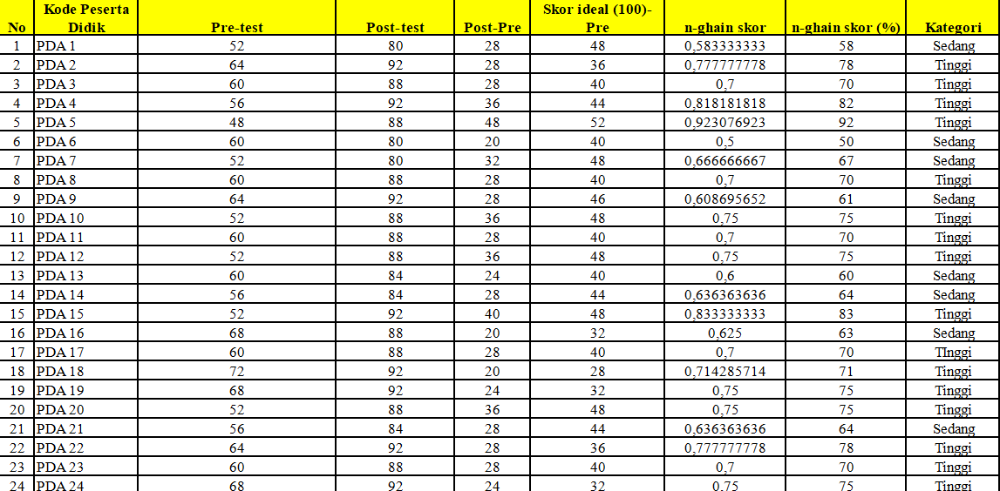 No Kode Peserta Didik Pre-test Post-test Post-Pre Skor ideal (100)-Pre n-ghain skor n-ghain skor (%) Kategori
1 PDA 1 52 80 28 48 0,583333333 58 Sedang
2 PDA 2 64 92 28 36 0,777777778 78 Tinggi
3 PDA 3 60 88 28 40 0,7 70 Tinggi
4 PDA 4 56 92 36 44 0,818181818 82 Tinggi
5 PDA 5 48 88 48 52 0,923076923 92 Tinggi
6 PDA 6 60 80 20 40 0,5 50 Sedang
7 PDA 7 52 80 32 48 0,666666667 67 Sedang
8 PDA 8 60 88 28 40 0,7 70 Tinggi
9 PDA 9 64 92 28 46 0,608695652 61 Sedang
10 PDA 10 52 88 36 48 0,75 75 Tinggi
11 PDA 11 60 88 28 40 0,7 70 Tinggi
12 PDA 12 52 88 36 48 0,75 75 Tinggi
13 PDA 13 60 84 24 40 0,6 60 Sedang
14 PDA 14 56 84 28 44 0,636363636 64 Sedang
15 PDA 15 52 92 40 48 0,833333333 83 Tinggi
16 PDA 16 68 88 20 32 0,625 63 Sedang
17 PDA 17 60 88 28 40 0,7 70 TInggi
18 PDA 18 72 92 20 28 0,714285714 71 Tinggi
19 PDA 19 68 92 24 32 0,75 75 Tinggi
20 PDA 20 52 88 36 48 0,75 75 Tinggi
21 PDA 21 56 84 28 44 0,636363636 64 Sedang
22 PDA 22 64 92 28 36 0,777777778 78 Tinggi
23 PDA 23 60 88 28 40 0,7 70 Tinggi
24 PDA 24 68 92 24 32 0,75 75 Tinggi